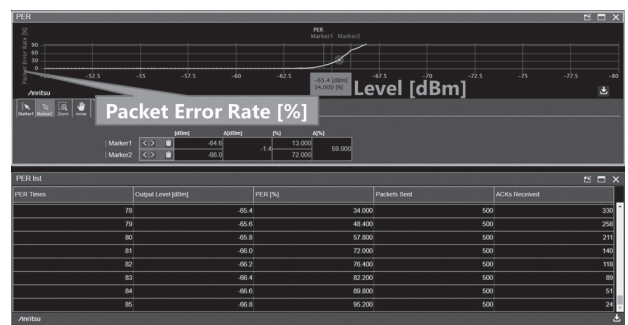 PER
PER
Marker1 Marker2
Packet Error Rate [%]
90
60
30
0
-50 -52.5 -55 -57.5 -60 -62.5 -65 -67.5 -70 -72.5 -75 -77.5 -80
-65.4 [dBm]
34.000 [%]
Level [dBm]
Packet Error Rate [%]
Anritsu
Marker1 Marker2 Zoom move
[dBm] Δ[dBm] [%] Δ[%]
Marker1 -64.6 -1.4 13.000 59.000
Marker2 -66.0 72.000
PER list
PER Times Output Level [dBm] PER [%] Packets Sent ACKs Received
78 -65.4 34.000 500 330
79 -65.6 48.400 500 258
80 -65.8 57.800 500 211
81 -66.0 72.000 500 140
82 -66.2 76.400 500 118
83 -66.4 82.200 500 89
84 -66.6 89.800 500 51
85 -66.8 95.200 500 24
Anritsu